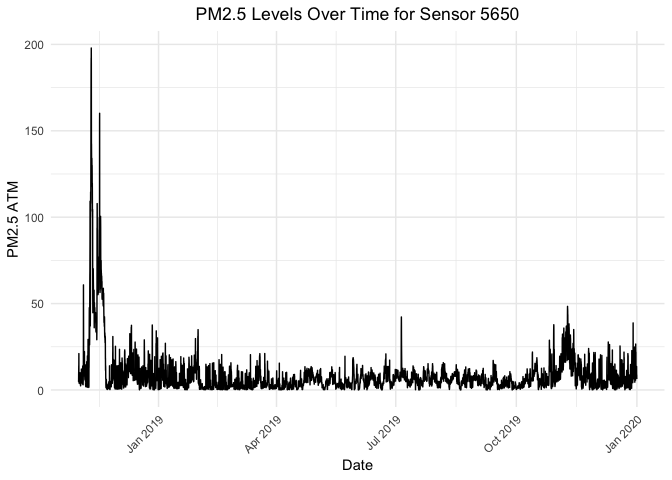 PM2.5 Levels Over Time for Sensor 5650
PM2.5 ATM
200
150
100
50
0
Jan 2019
Apr 2019
Jul 2019
Oct 2019
Jan 2020
Date